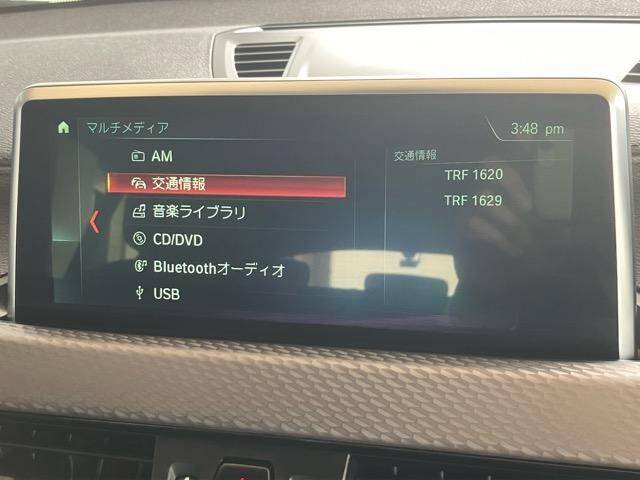 マルチメディア
3:48 pm
AM
交通情報
音楽ライブラリ
CD/DVD
Bluetoothオーディオ
USB
交通情報
TRF 1620
TRF 1629